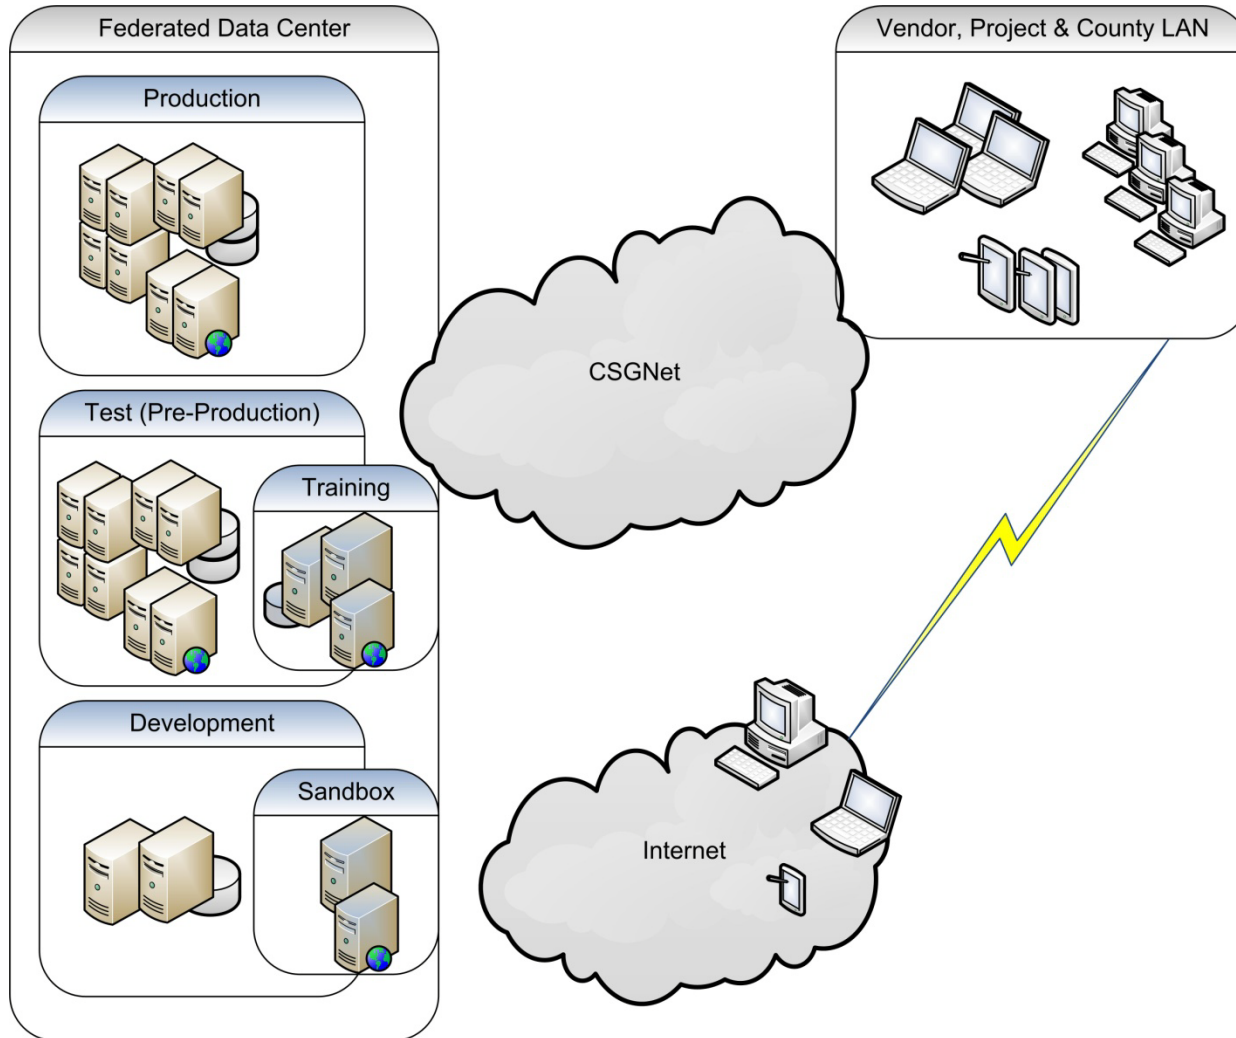 Federated Data Center
Production
Test (Pre-Production)
Training
Development
Sandbox
CSGNet
Internet
Vendor, Project & County LAN